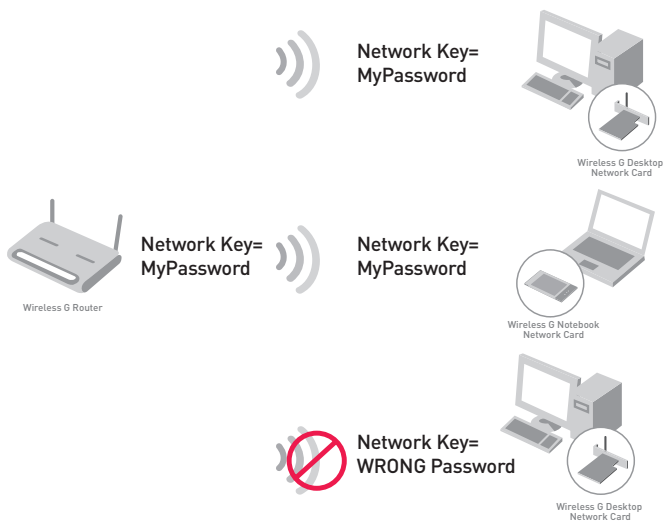 Network Key=
MyPassword
Wireless G Desktop
Network Card
Network Key=
MyPassword
Wireless G Router
Network Key=
MyPassword
Wireless G Notebook
Network Card
Network Key=
WRONG Password
Wireless G Desktop
Network Card